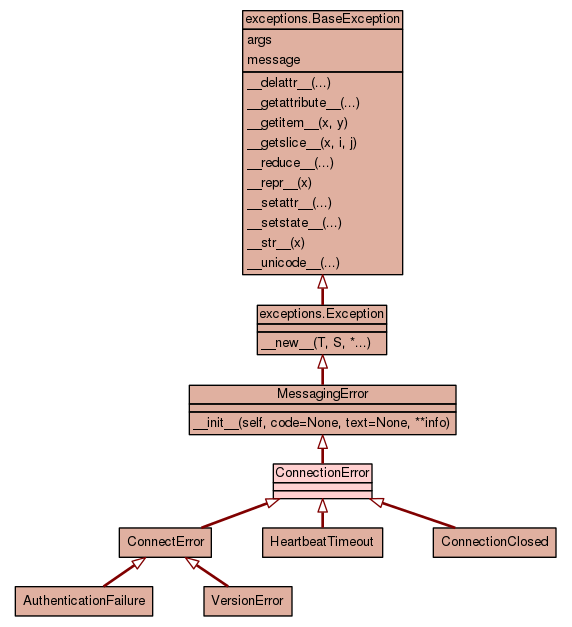 exceptions.BaseException
args
message
__delattr__(...)
__getattribute__(...)
__getitem__(x, y)
__getslice__(x, i, j)
__reduce__(...)
__repr__(x)
__setattr__(...)
__setstate__(...)
__str__(x)
__unicode__(...)
exceptions.Exception
__new__(T, S, *...)
MessagingError
__init__(self, code=None, text=None, **info)
ConnectionError
ConnectError
HeartbeatTimeout
ConnectionClosed
AuthenticationFailure
VersionError